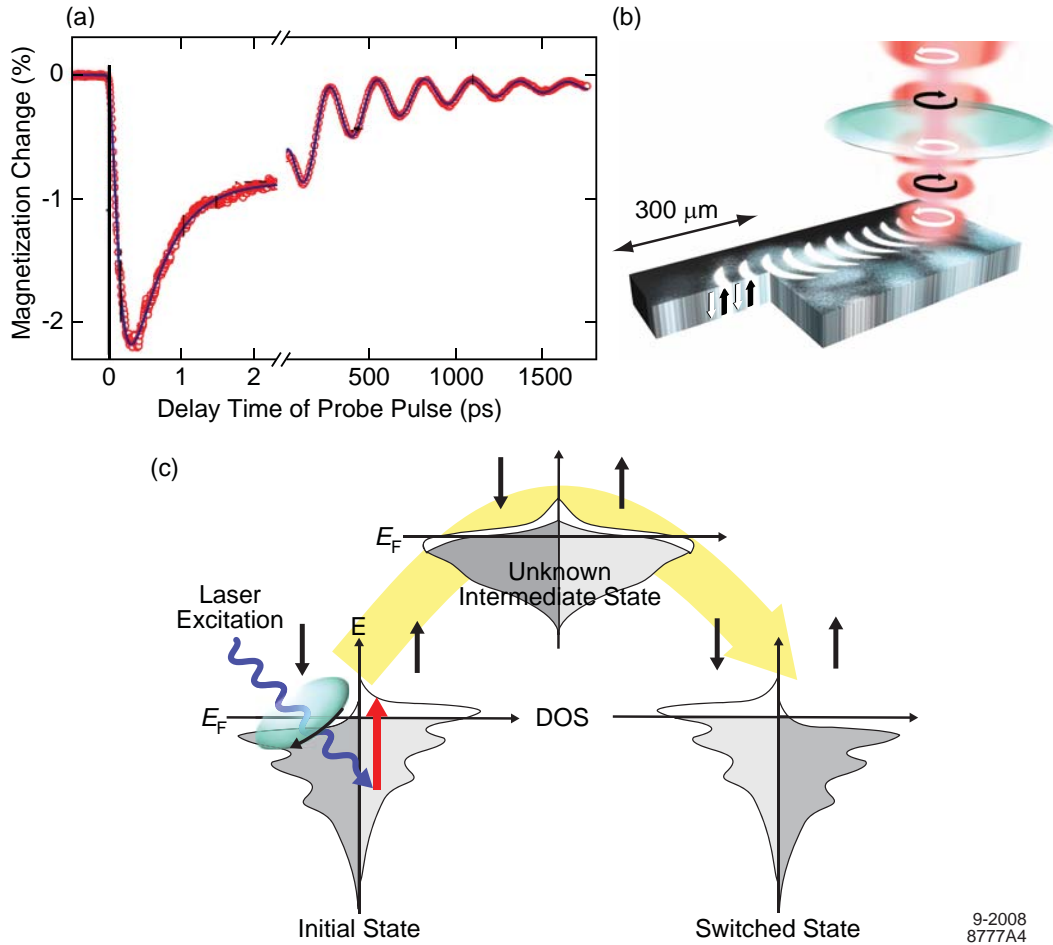 (a)
Magnetization Change (%)
0
-1
-2
0
1
2
500
1000
1500
Delay Time of Probe Pulse (ps)
(b)
300 μm
(c)
E_F
Unknown
Intermediate State
Laser
Excitation
E
E_F
DOS
Initial State
Switched State
9-2008
8777A4